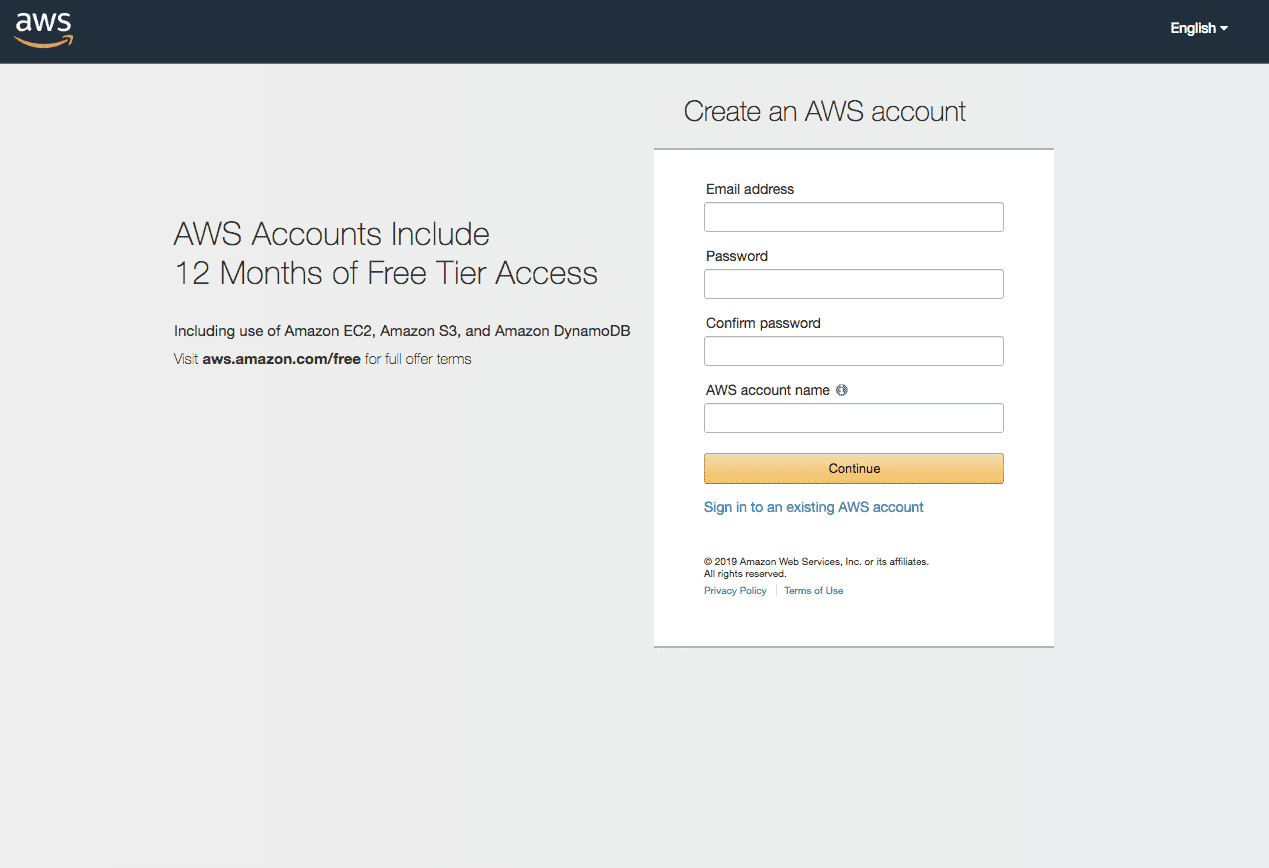 aws
English
Create an AWS account
AWS Accounts Include
12 Months of Free Tier Access
Including use of Amazon EC2, Amazon S3, and Amazon DynamoDB
Visit aws.amazon.com/free for full offer terms
Email address
Password
Confirm password
AWS account name
Continue
Sign in to an existing AWS account
© 2019 Amazon Web Services, Inc. or its affiliates.
All rights reserved.
Privacy Policy Terms of Use